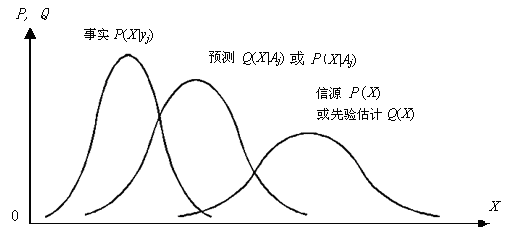 P, Q
事实 P(X|yj)
预测 Q(X|Aj) 或 P(X|Aj)
信源 P(X)
或先验估计 Q(X)
0
X